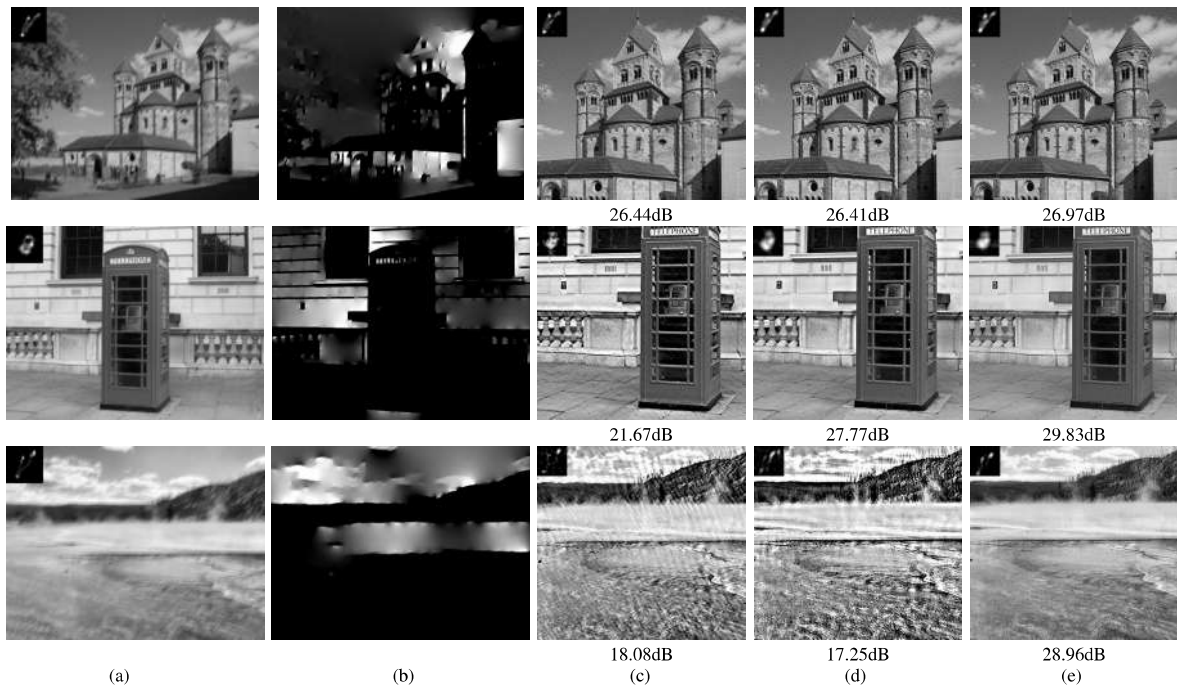 26.44dB 26.41dB 26.97dB
TELEPHONE TELEPHONE TELEPHONE TELEPHONE
21.67dB 27.77dB 29.83dB
18.08dB 17.25dB 28.96dB
(a) (b) (c) (d) (e)